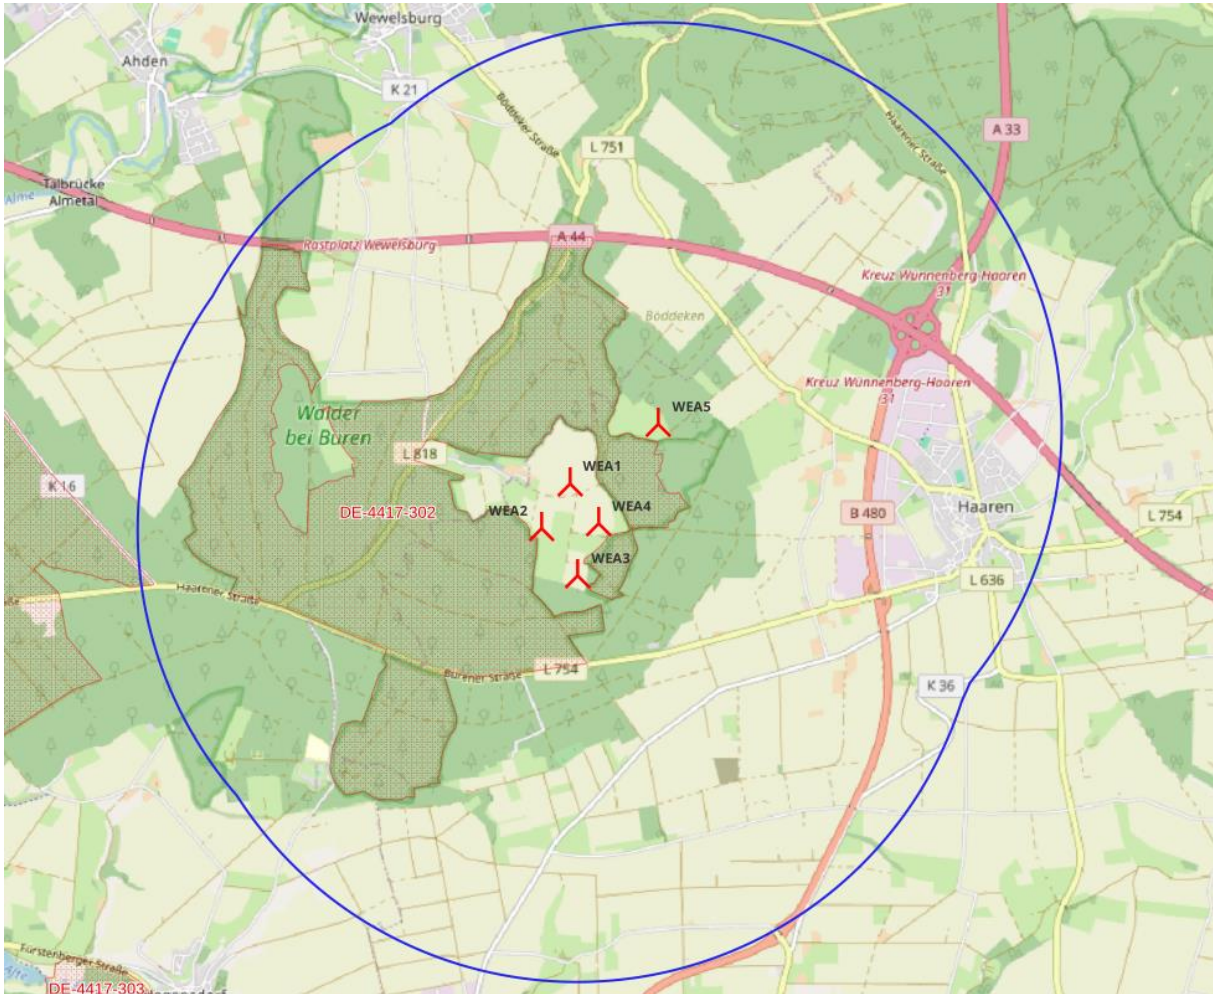 Wewelsburg
Ahden
K 21
Böddeker Straße
A 33
Haarener Straße
L 751
Talbrücke
Almetal
Alme
Rastplatz Wewelsburg
A 44
Kreuz Wünnenberg-Haaren
31
Böddeken
Kreuz Wünnenberg-Haaren
31
WEA5
Wälder
bei Büren
L 818
WEA1
K 16
DE-4417-302
WEA2
WEA4
B 480
Haaren
L 754
WEA3
L 636
Haarener Straße
L 754
Bürener Straße
K 36
Fürstenberger Straße
DE-4417-303